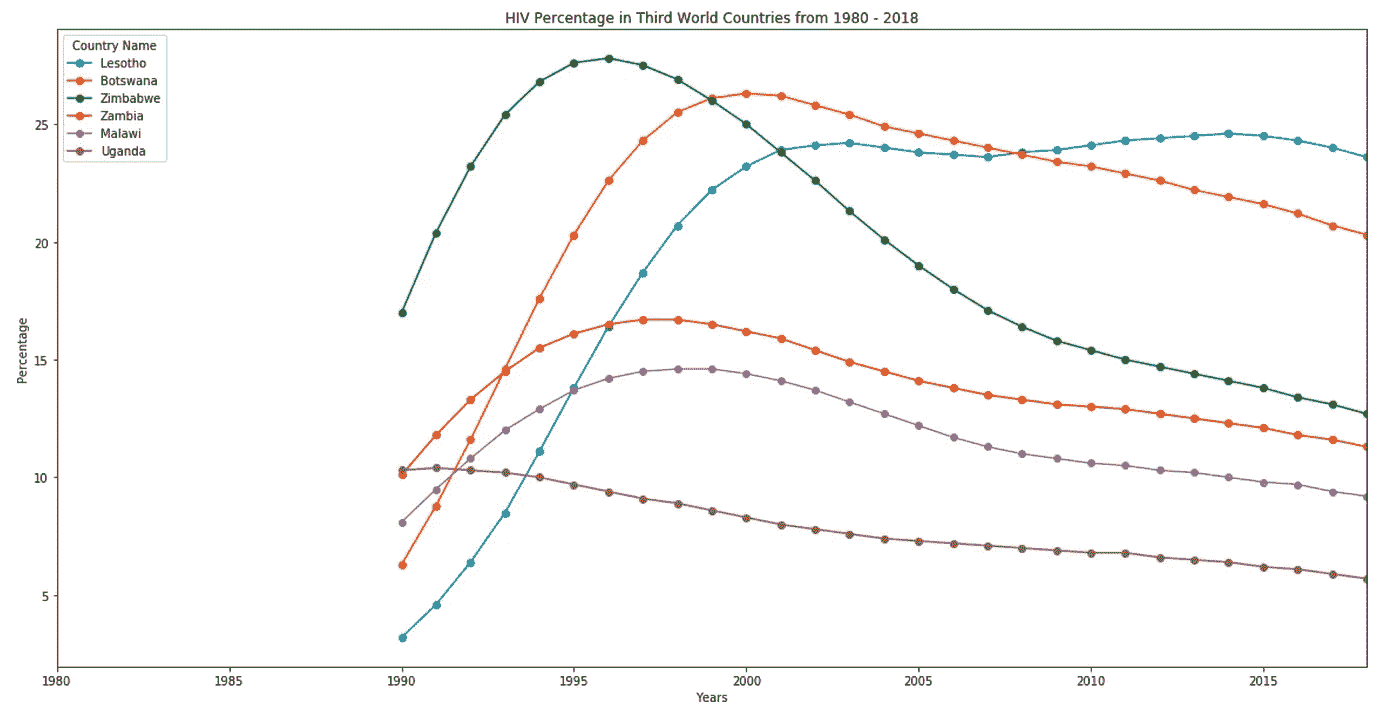 HIV Percentage in Third World Countries from 1980 - 2018
Country Name
Lesotho
Botswana
Zimbabwe
Zambia
Malawi
Uganda
25
20
15
10
5
Percentage
1980 1985 1990 1995 2000 2005 2010 2015
Years